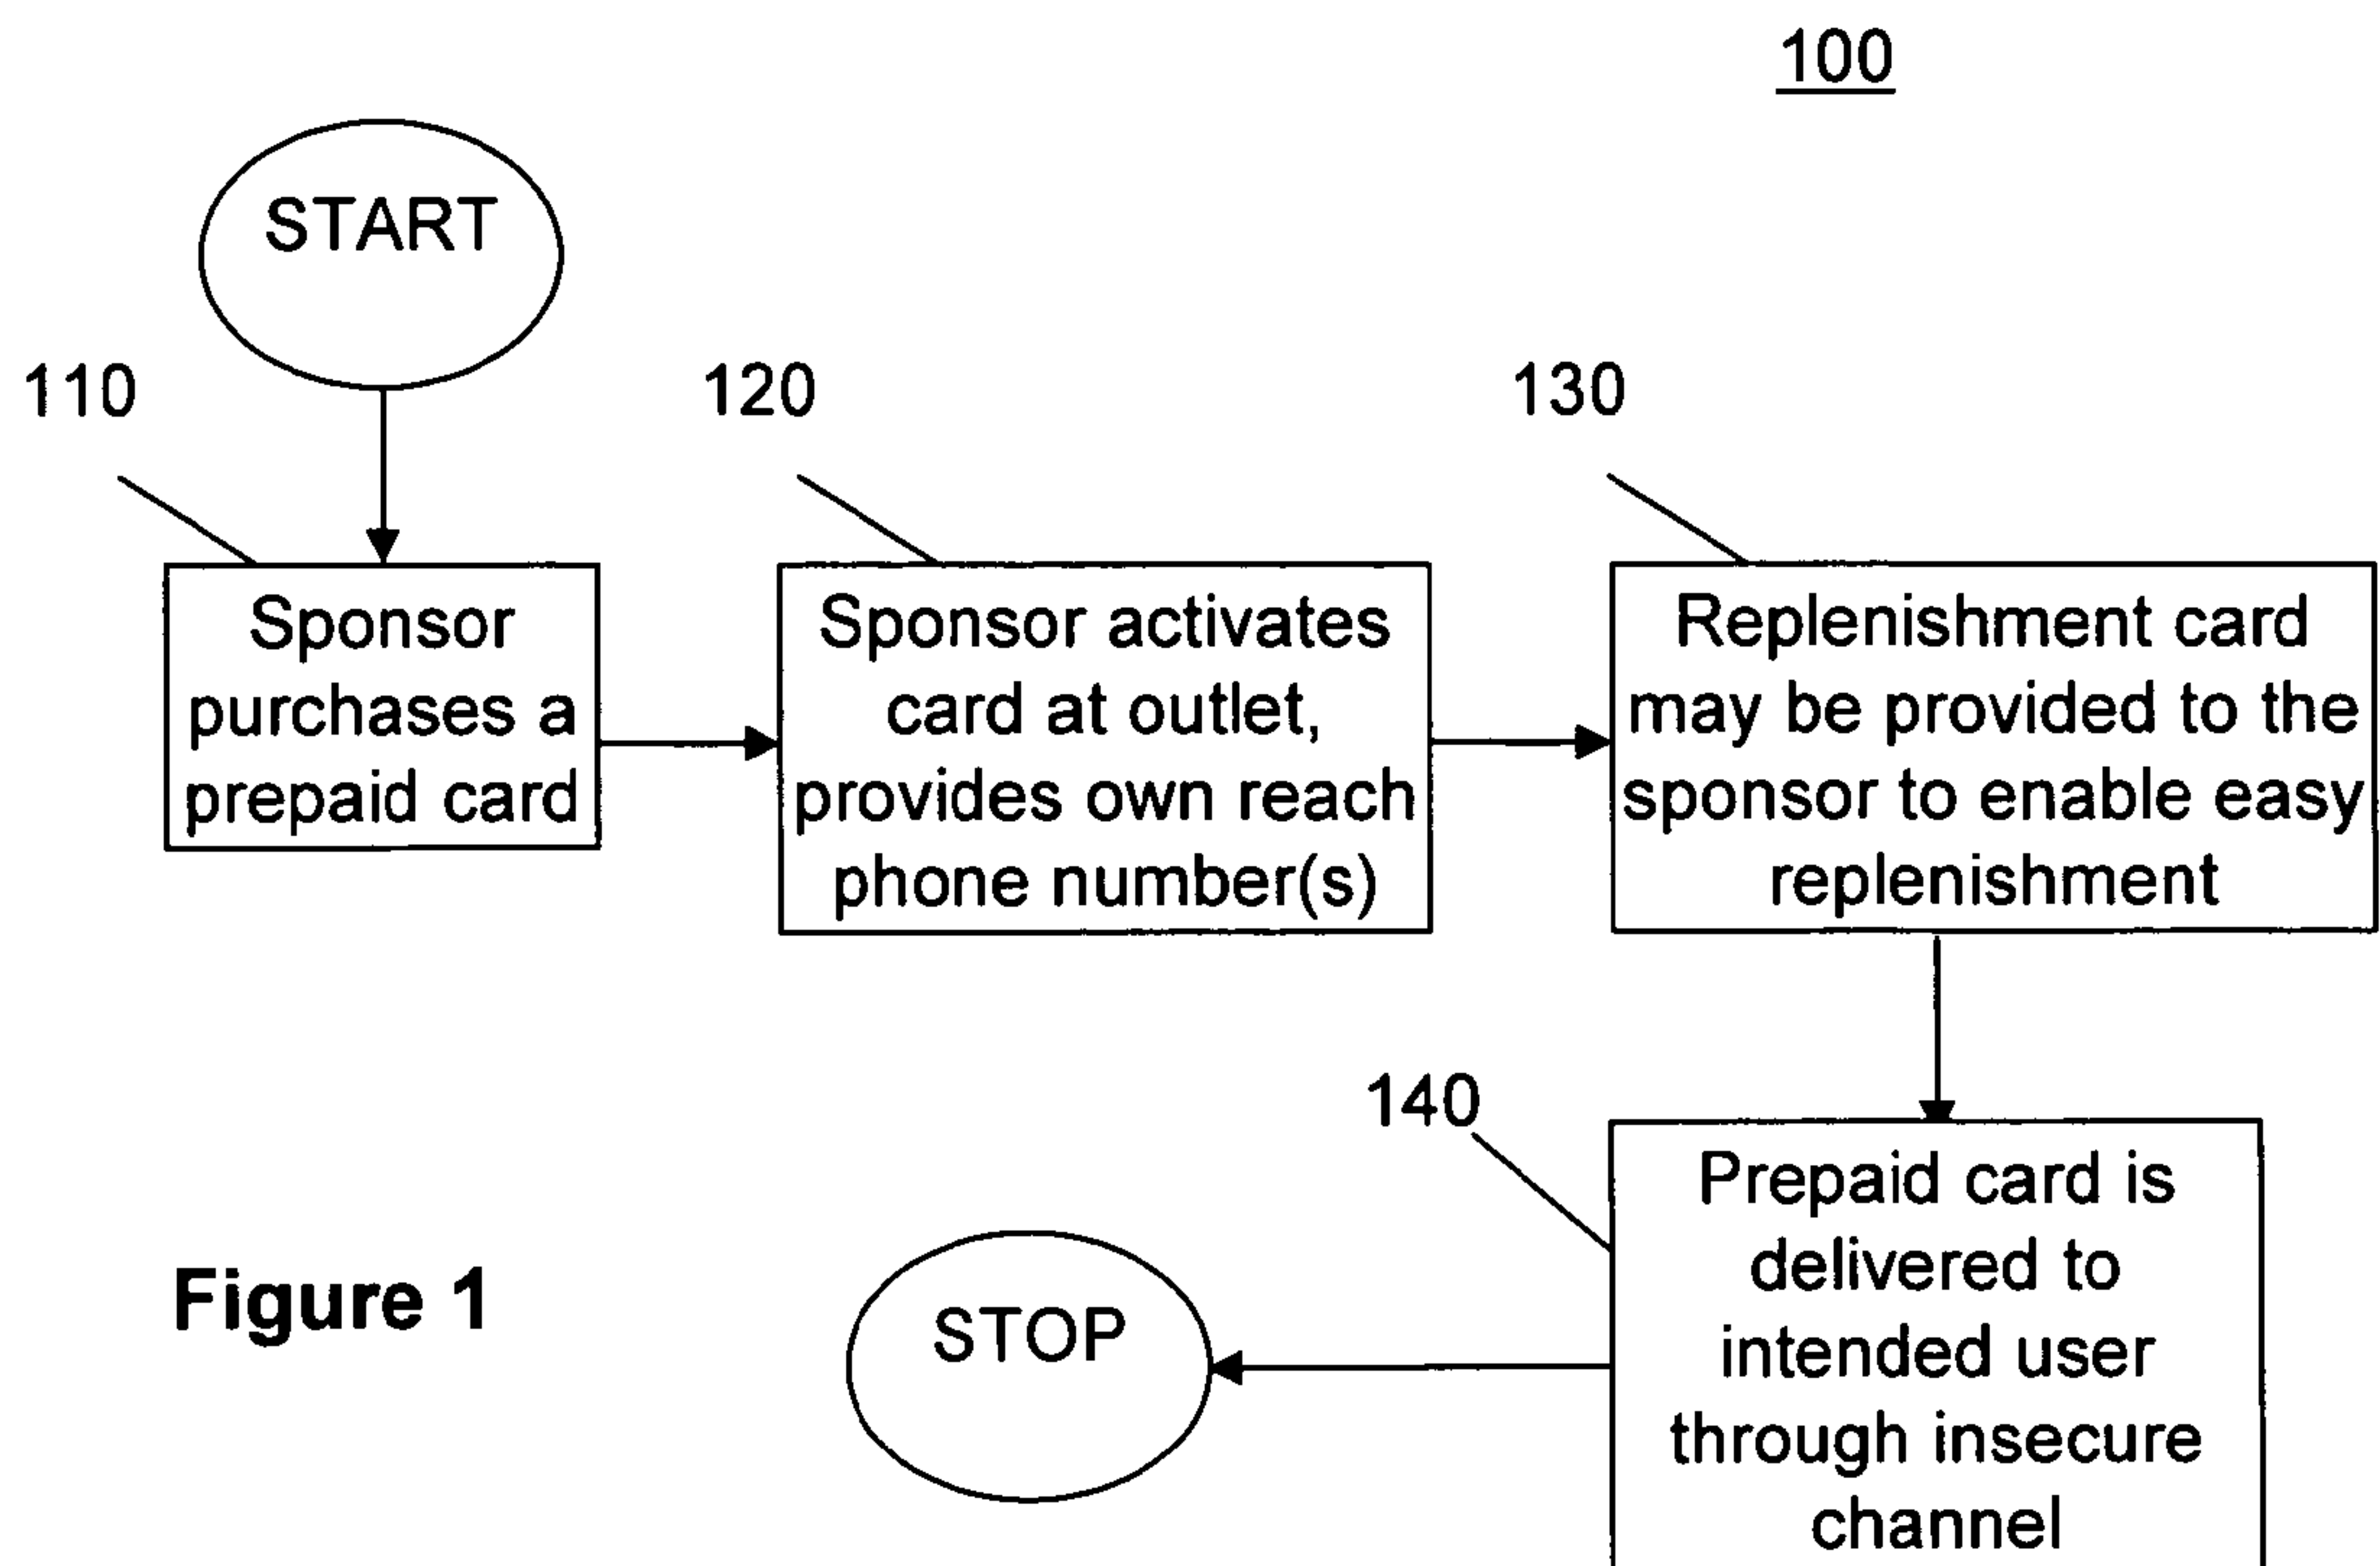 100
START
110
120
130
Sponsor
purchases a
prepaid card
Sponsor activates
card at outlet,
provides own reach
phone number(s)
Replenishment card
may be provided to the
sponsor to enable easy
replenishment
140
Prepaid card is
delivered to
intended user
through insecure
channel
STOP
Figure 1